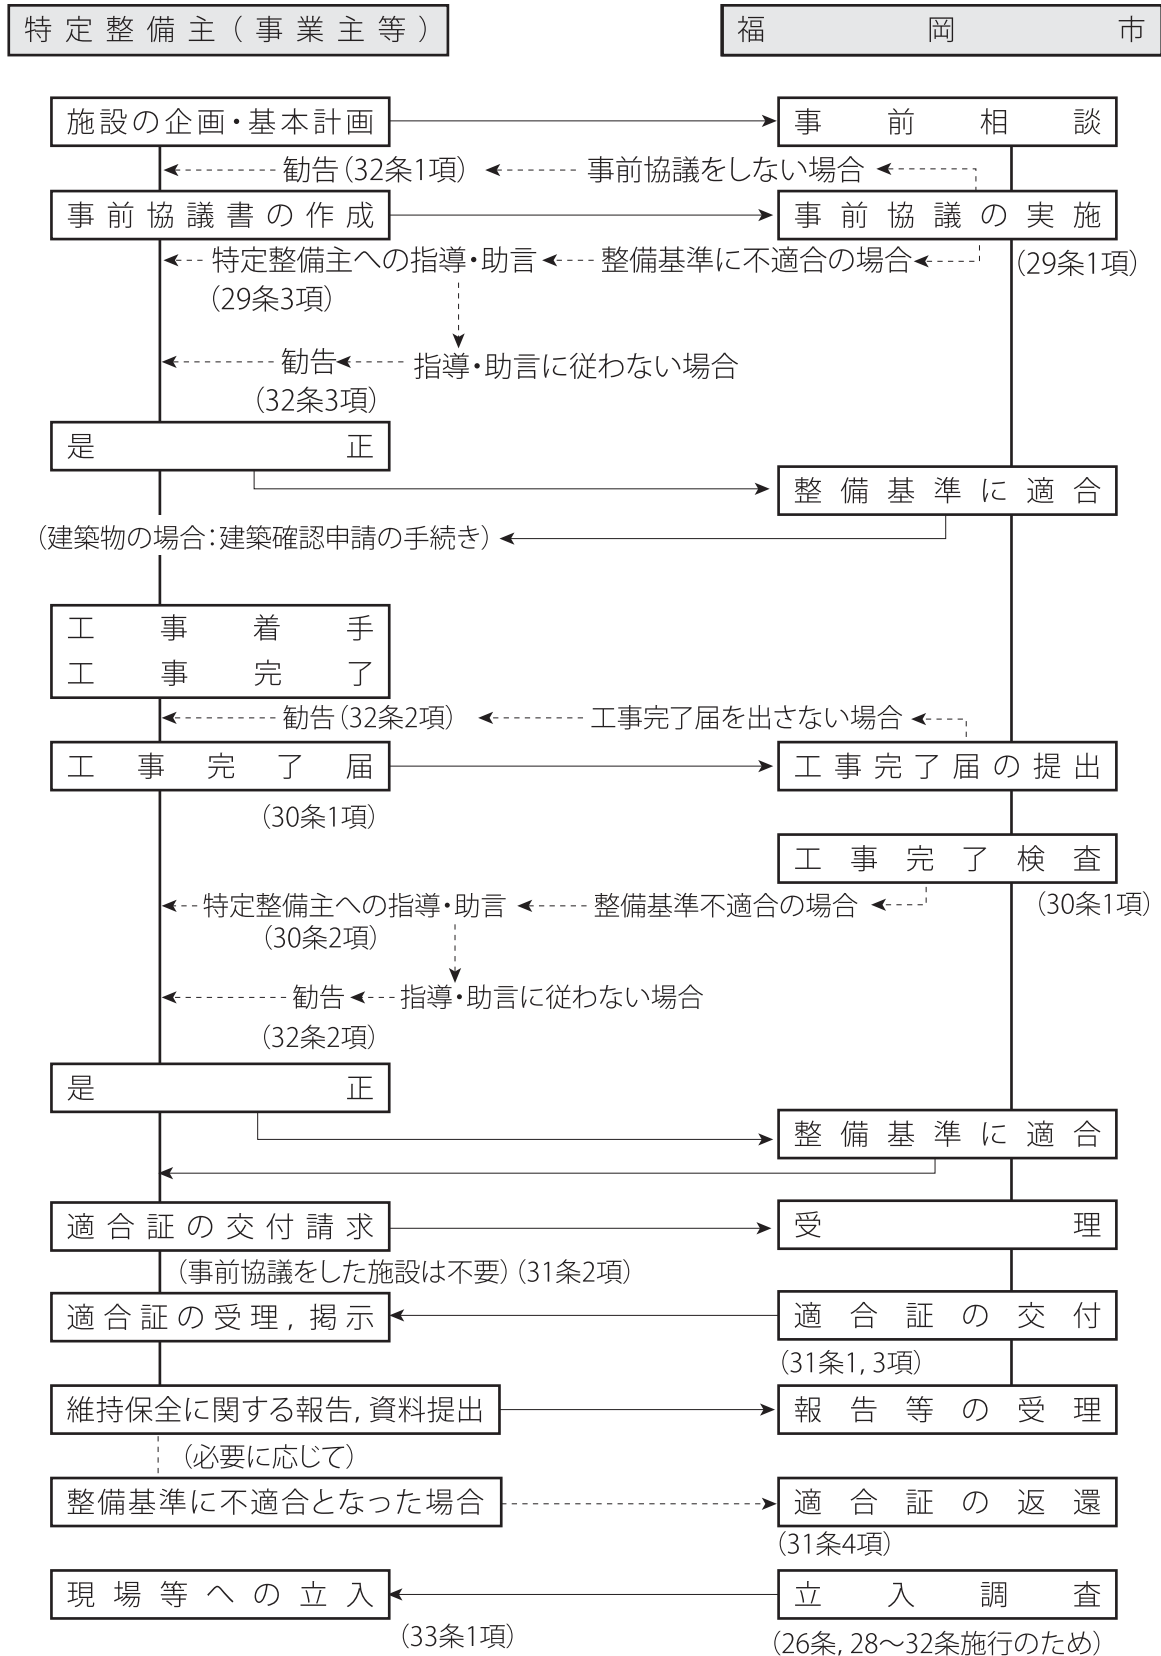 特定整備主(事業主等)
福岡市
施設の企画・基本計画
事前相談
勧告(32条1項)
事前協議をしない場合
事前協議書の作成
事前協議の実施
特定整備主への指導・助言
整備基準に不適合の場合
(29条1項)
(29条3項)
勧告
指導・助言に従わない場合
(32条3項)
是正
整備基準に適合
(建築物の場合:建築確認申請の手続き)
工事着手
工事完了
勧告(32条2項)
工事完了届を出さない場合
工事完了届
工事完了届の提出
(30条1項)
工事完了検査
特定整備主への指導・助言
整備基準不適合の場合
(30条1項)
(30条2項)
勧告
指導・助言に従わない場合
(32条2項)
是正
整備基準に適合
適合証の交付請求
受理
(事前協議をした施設は不要)(31条2項)
適合証の受理,掲示
適合証の交付
(31条1,3項)
維持保全に関する報告,資料提出
報告等の受理
(必要に応じて)
整備基準に不適合となった場合
適合証の返還
(31条4項)
現場等への立入
立入調査
(33条1項)
(26条,28〜32条施行のため)